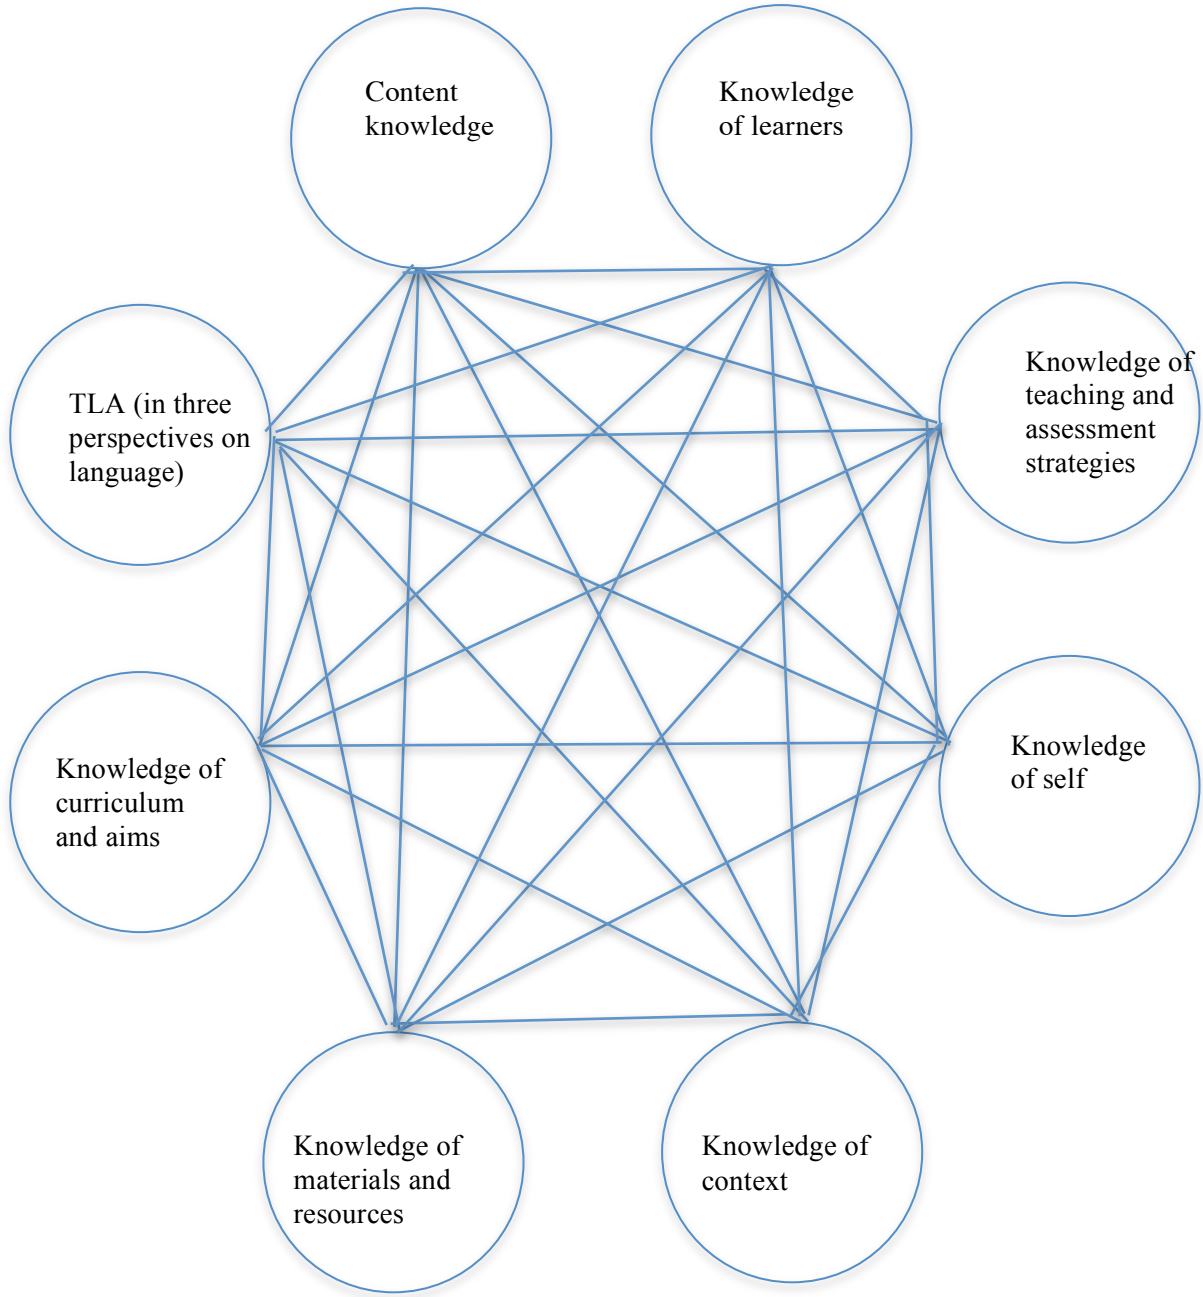 Content
knowledge
Knowledge
of learners
TLA (in three
perspectives on
language)
Knowledge of
teaching and
assessment
strategies
Knowledge of
curriculum
and aims
Knowledge
of self
Knowledge of
materials and
resources
Knowledge of
context